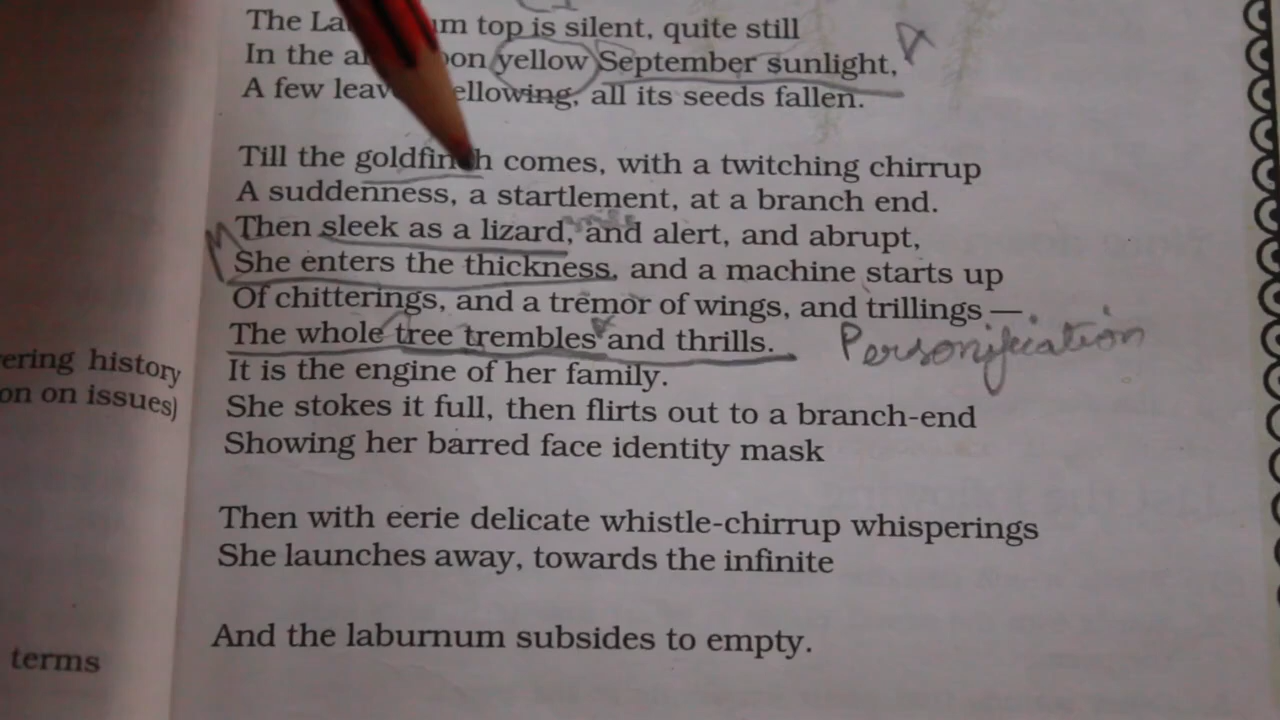 The La um top is silent, quite still
In the a oon yellow September sunlight,
A few leav ellowing, all its seeds fallen.
Till the goldfinch comes, with a twitching chirrup
A suddenness, a startlement, at a branch end.
Then sleek as a lizard, and alert, and abrupt,
She enters the thickness, and a machine starts up
Of chitterings, and a tremor of wings, and trillings —
The whole tree trembles and thrills. Personification
It is the engine of her family.
She stokes it full, then flirts out to a branch-end
Showing her barred face identity mask
Then with eerie delicate whistle-chirrup whisperings
She launches away, towards the infinite
And the laburnum subsides to empty.
ering history
on on issues)
terms